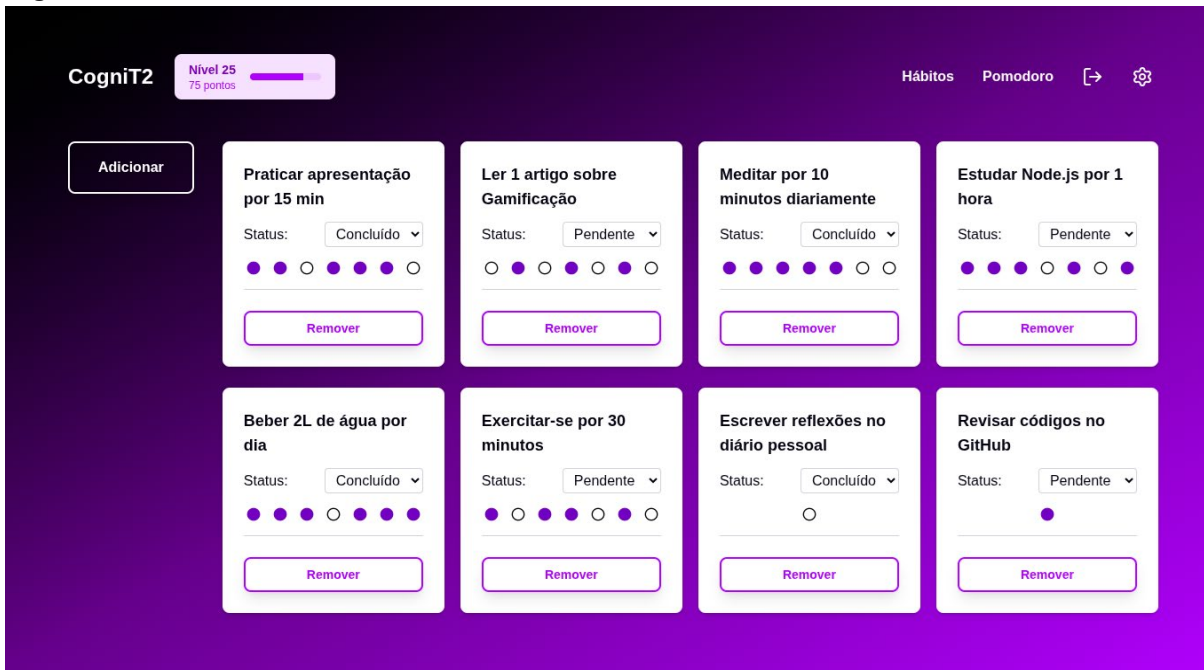 CogniT2
Nível 25
75 pontos
Hábitos
Pomodoro
Adicionar
Praticar apresentação
por 15 min
Status:
Concluído
Remover
Ler 1 artigo sobre
Gamificação
Status:
Pendente
Remover
Meditar por 10
minutos diariamente
Status:
Concluído
Remover
Estudar Node.js por 1
hora
Status:
Pendente
Remover
Beber 2L de água por
dia
Status:
Concluído
Remover
Exercitar-se por 30
minutos
Status:
Pendente
Remover
Escrever reflexões no
diário pessoal
Status:
Concluído
Remover
Revisar códigos no
GitHub
Status:
Pendente
Remover